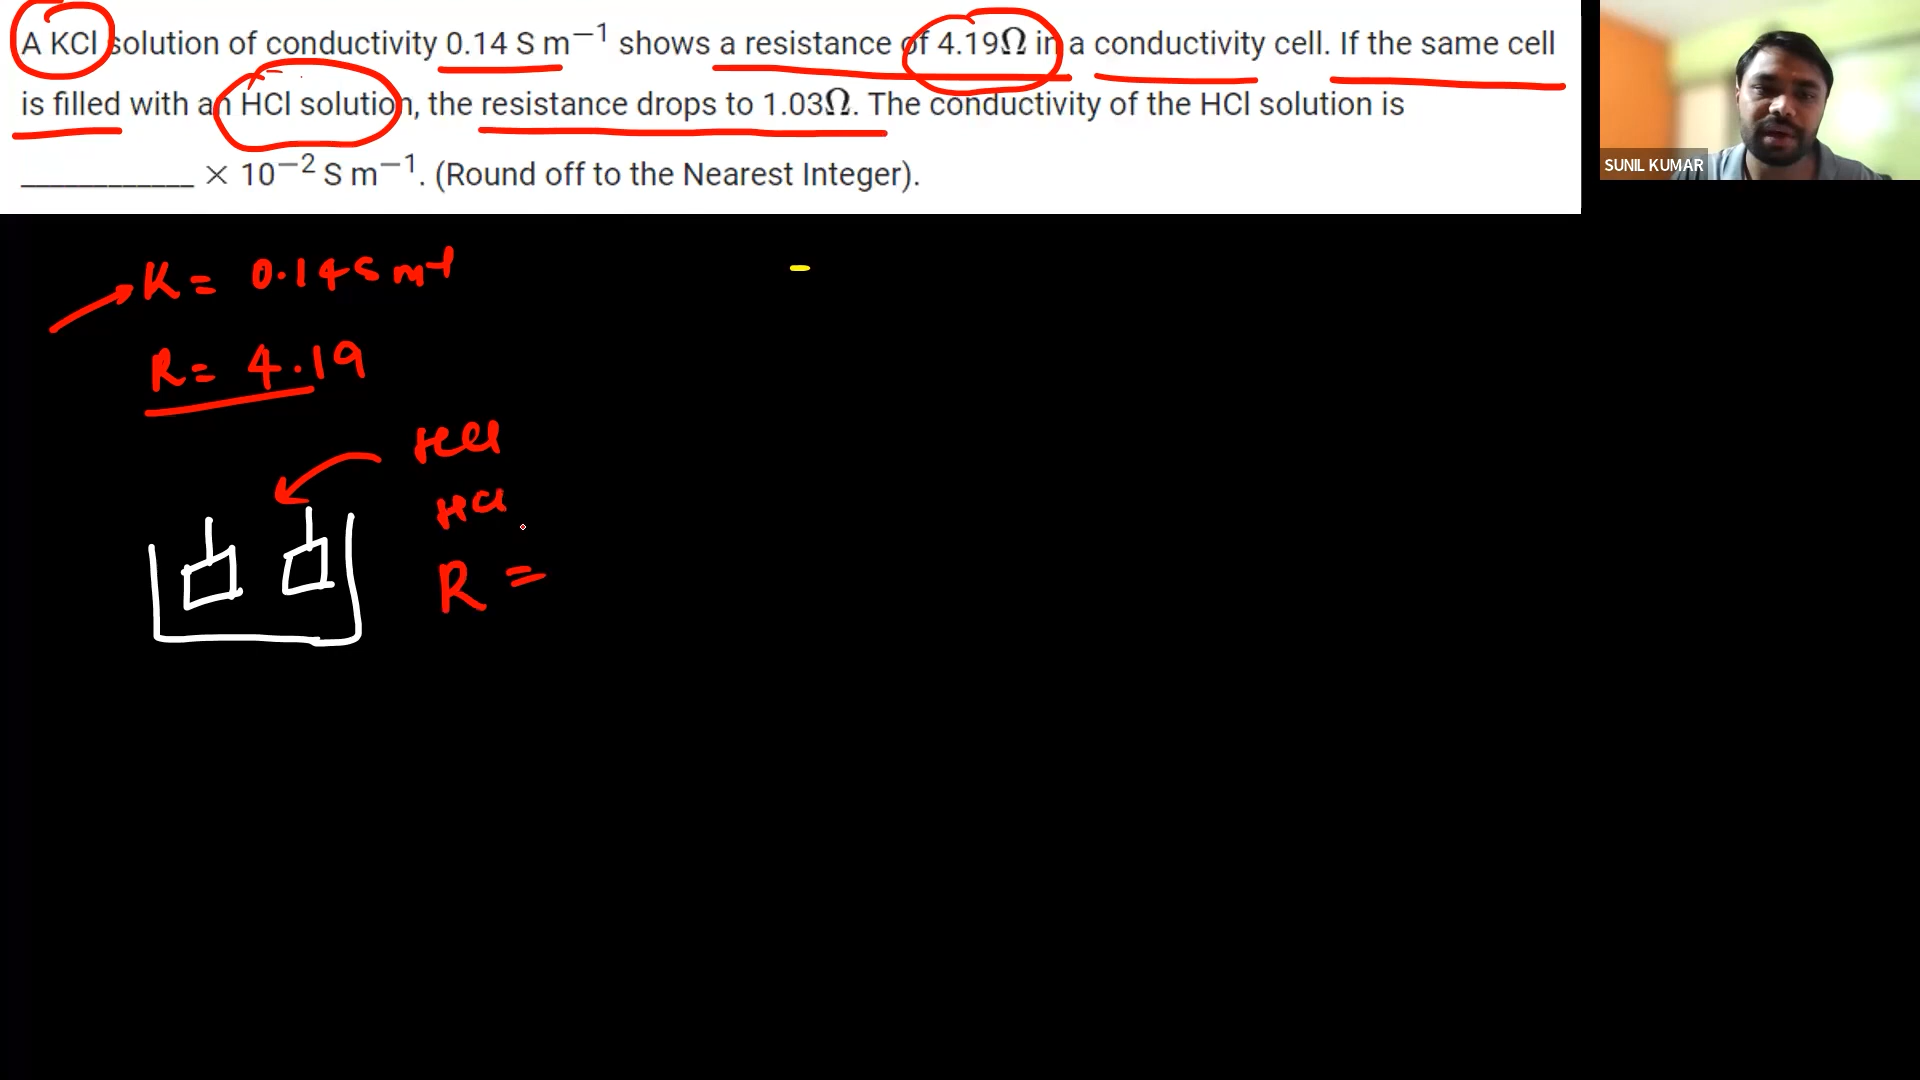 A KCl solution of conductivity 0.14 S m⁻¹ shows a resistance of 4.19Ω in a conductivity cell. If the same cell
is filled with an HCl solution, the resistance drops to 1.03Ω. The conductivity of the HCl solution is
____________ × 10⁻² S m⁻¹. (Round off to the Nearest Integer).
SUNIL KUMAR
K = 0.14 S m⁻¹
R = 4.19
HCl
R =